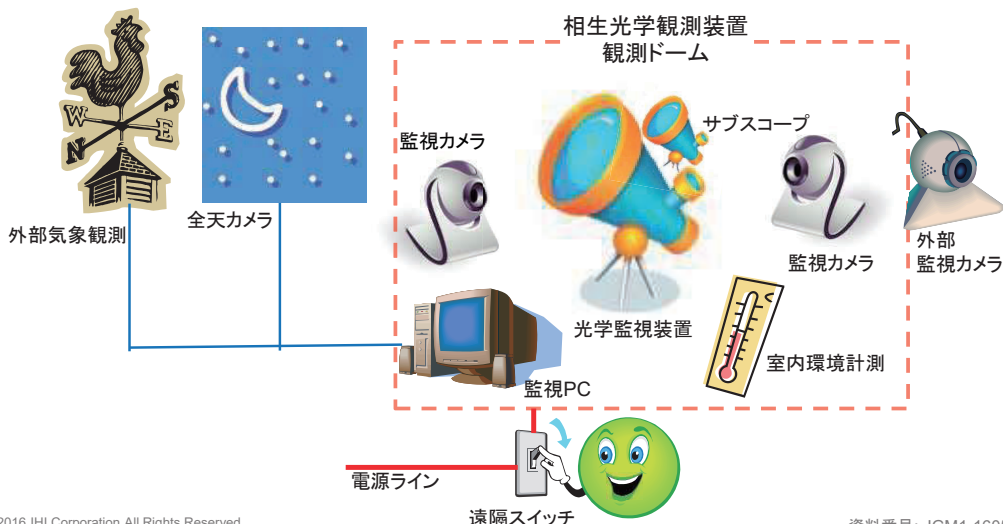 相生光学観測装置
観測ドーム
サブスコープ
監視カメラ
W
S
N
E
全天カメラ
外部気象観測
監視カメラ
外部
監視カメラ
光学監視装置
室内環境計測
監視PC
電源ライン
遠隔スイッチ
2016 IHI Corporation All Rights Reserved
資料番号: